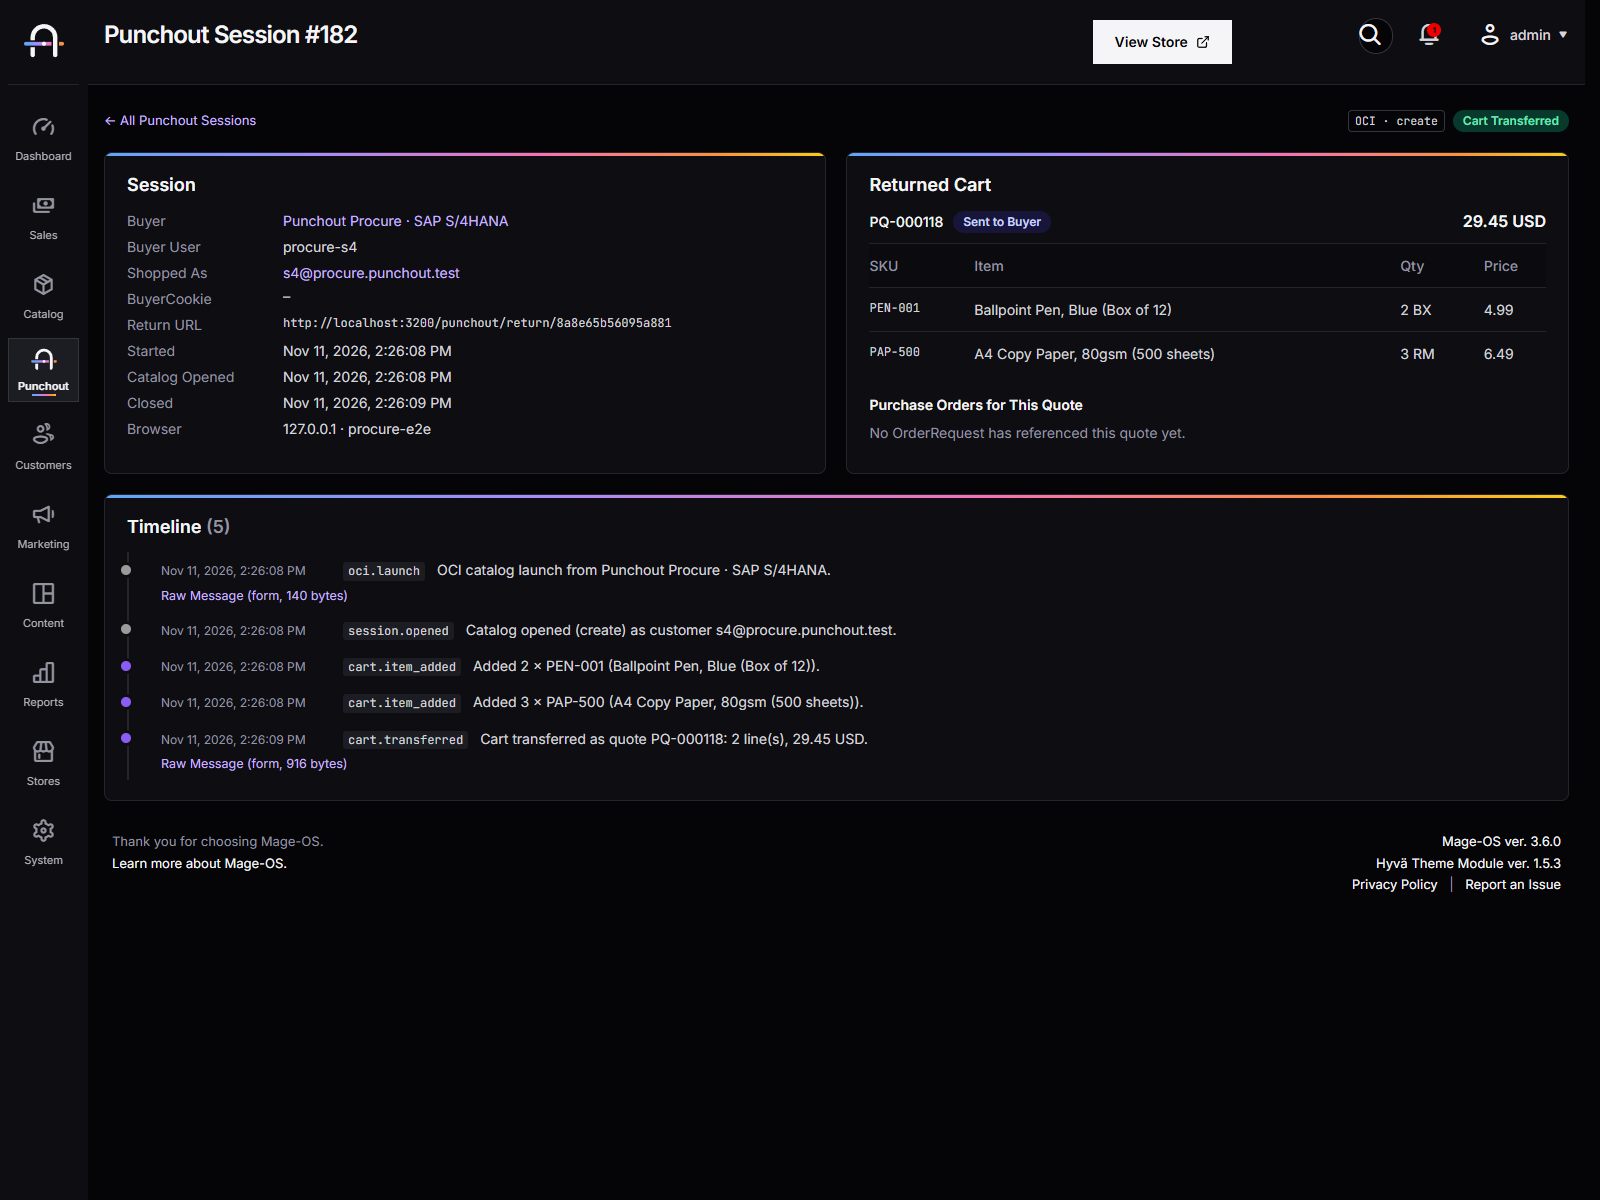 Punchout Session #182
View Store
admin
Dashboard
Sales
Catalog
Punchout
Customers
Marketing
Content
Reports
Stores
System
← All Punchout Sessions
OCI · create
Cart Transferred
Session
Buyer Punchout Procure · SAP S/4HANA
Buyer User procure-s4
Shopped As s4@procure.punchout.test
BuyerCookie –
Return URL http://localhost:3200/punchout/return/8a8e65b56095a881
Started Nov 11, 2026, 2:26:08 PM
Catalog Opened Nov 11, 2026, 2:26:08 PM
Closed Nov 11, 2026, 2:26:09 PM
Browser 127.0.0.1 · procure-e2e
Returned Cart
PQ-000118 Sent to Buyer 29.45 USD
SKU Item Qty Price
PEN-001 Ballpoint Pen, Blue (Box of 12) 2 BX 4.99
PAP-500 A4 Copy Paper, 80gsm (500 sheets) 3 RM 6.49
Purchase Orders for This Quote
No OrderRequest has referenced this quote yet.
Timeline (5)
Nov 11, 2026, 2:26:08 PM oci.launch OCI catalog launch from Punchout Procure · SAP S/4HANA.
Raw Message (form, 140 bytes)
Nov 11, 2026, 2:26:08 PM session.opened Catalog opened (create) as customer s4@procure.punchout.test.
Nov 11, 2026, 2:26:08 PM cart.item_added Added 2 × PEN-001 (Ballpoint Pen, Blue (Box of 12)).
Nov 11, 2026, 2:26:08 PM cart.item_added Added 3 × PAP-500 (A4 Copy Paper, 80gsm (500 sheets)).
Nov 11, 2026, 2:26:09 PM cart.transferred Cart transferred as quote PQ-000118: 2 line(s), 29.45 USD.
Raw Message (form, 916 bytes)
Thank you for choosing Mage-OS.
Learn more about Mage-OS.
Mage-OS ver. 3.6.0
Hyvä Theme Module ver. 1.5.3
Privacy Policy | Report an Issue